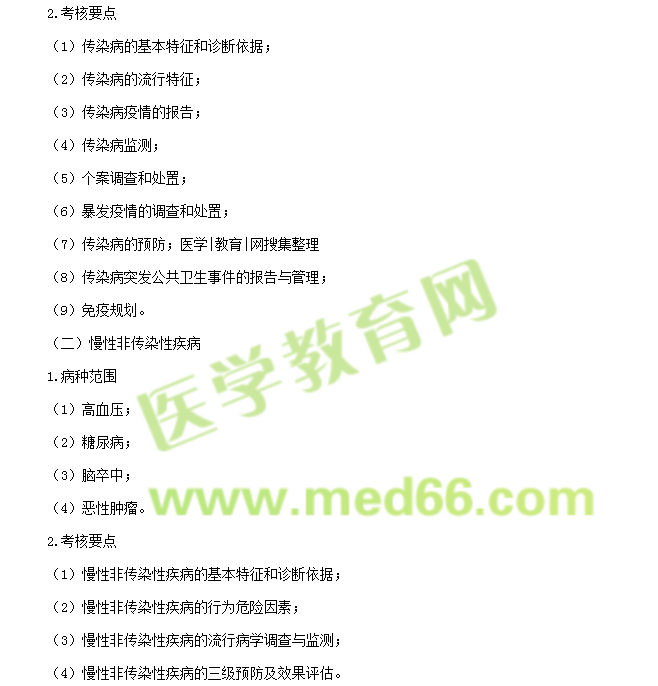 2.考核要点
（1）传染病的基本特征和诊断依据；
（2）传染病的流行特征；
（3）传染病疫情的报告；
（4）传染病监测；
（5）个案调查和处置；
（6）暴发疫情的调查和处置；
（7）传染病的预防；医学|教育|网搜集整理
（8）传染病突发公共卫生事件的报告与管理；
（9）免疫规划。
（二）慢性非传染性疾病
1.病种范围
（1）高血压；
（2）糖尿病；
（3）脑卒中；
（4）恶性肿瘤。
2.考核要点
（1）慢性非传染性疾病的基本特征和诊断依据；
（2）慢性非传染性疾病的行为危险因素；
（3）慢性非传染性疾病的流行病学调查与监测；
（4）慢性非传染性疾病的三级预防及效果评估。
医学教育网
www.med66.com